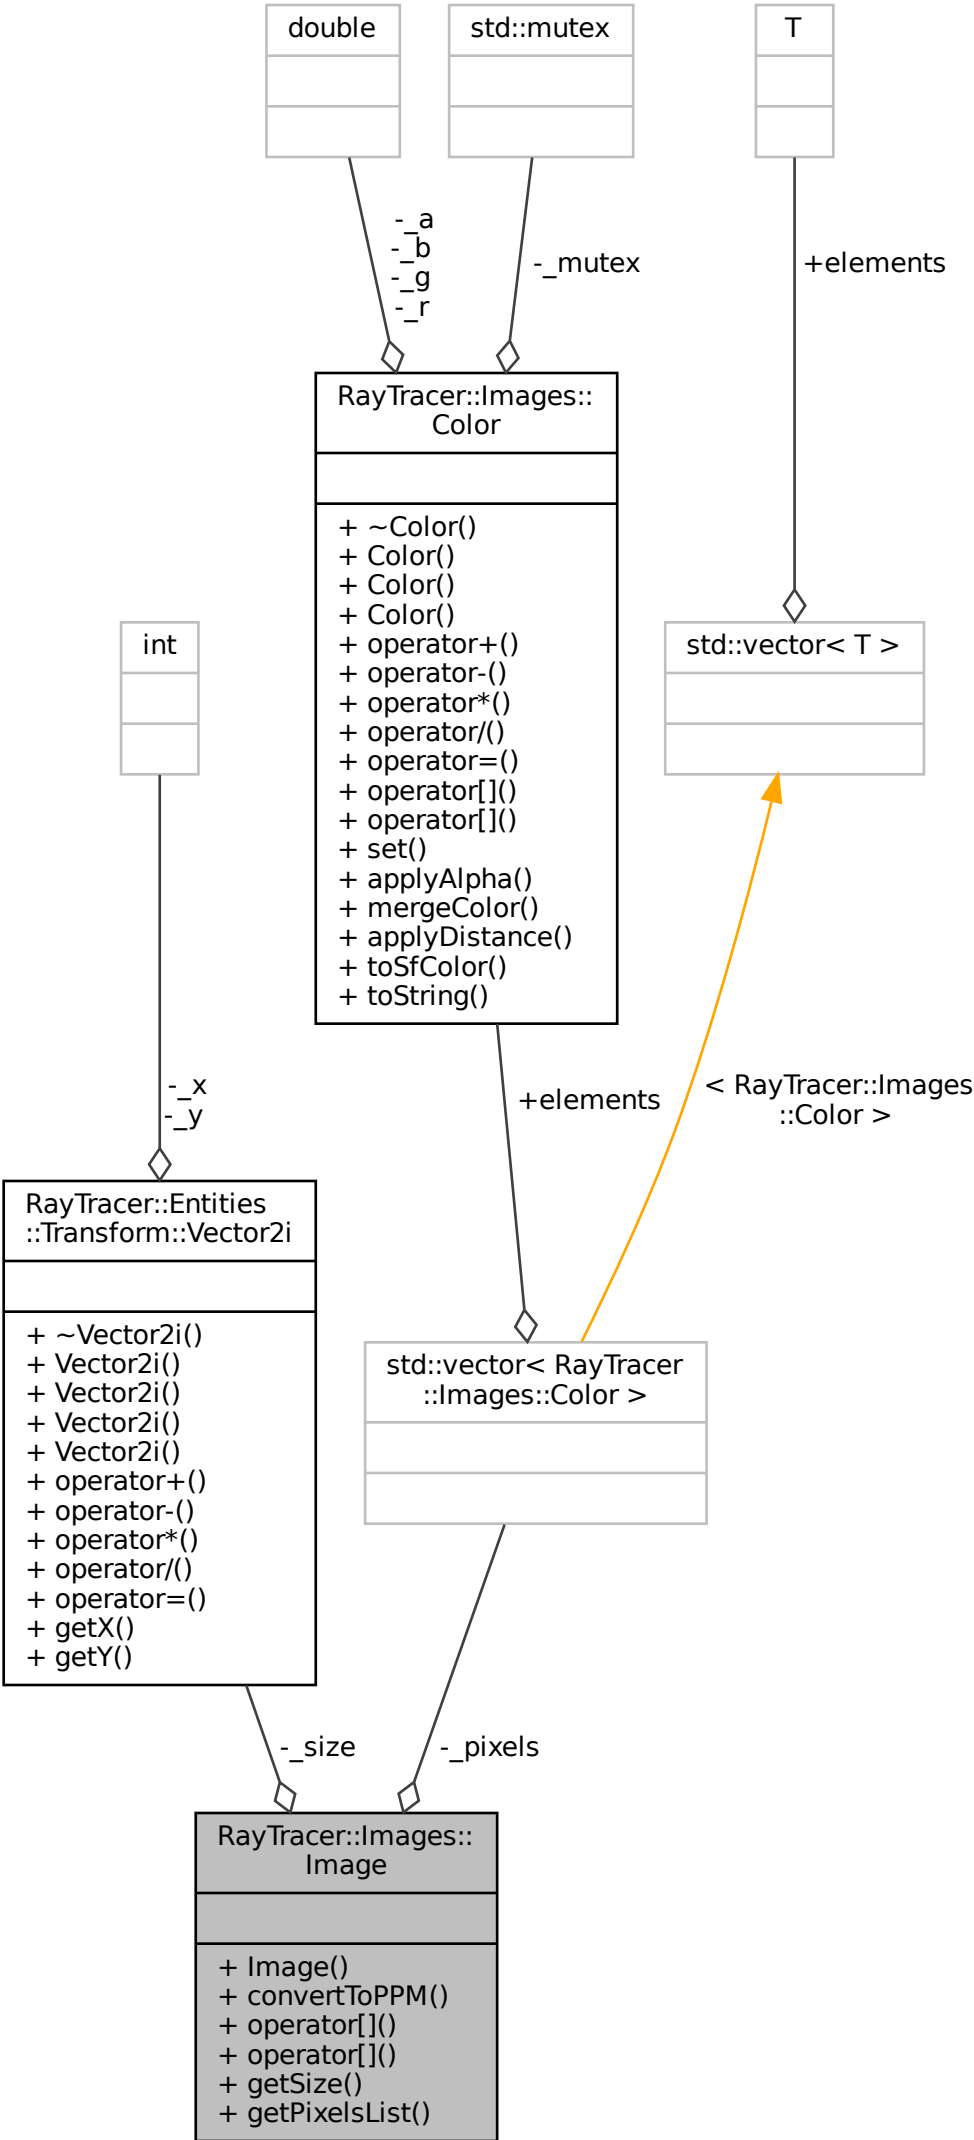 double
std::mutex
T
-_a
-_b
-_g
-_r
-_mutex
+elements
RayTracer::Images::
Color
+ ~Color()
+ Color()
+ Color()
+ Color()
+ operator+()
+ operator-()
+ operator*()
+ operator/()
+ operator=()
+ operator[]()
+ operator[]()
+ set()
+ applyAlpha()
+ mergeColor()
+ applyDistance()
+ toSfColor()
+ toString()
int
std::vector< T >
-_x
-_y
+elements
< RayTracer::Images
::Color >
RayTracer::Entities
::Transform::Vector2i
+ ~Vector2i()
+ Vector2i()
+ Vector2i()
+ Vector2i()
+ Vector2i()
+ operator+()
+ operator-()
+ operator*()
+ operator/()
+ operator=()
+ getX()
+ getY()
std::vector< RayTracer
::Images::Color >
-_size
-_pixels
RayTracer::Images::
Image
+ Image()
+ convertToPPM()
+ operator[]()
+ operator[]()
+ getSize()
+ getPixelsList()